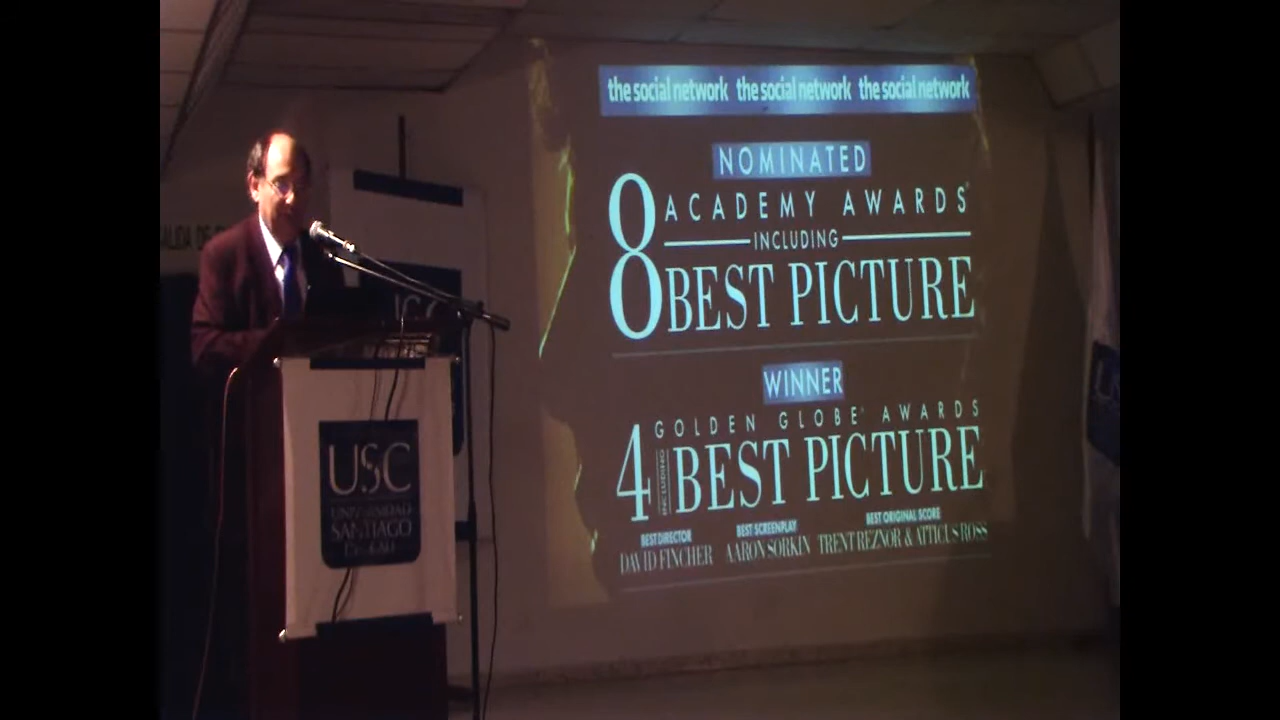 the social network the social network the social network
NOMINATED
8 ACADEMY AWARDS®
INCLUDING
BEST PICTURE
WINNER
4 GOLDEN GLOBE® AWARDS
INCLUDING
BEST PICTURE
BEST DIRECTOR
DAVID FINCHER
BEST SCREENPLAY
AARON SORKIN
BEST ORIGINAL SCORE
TRENT REZNOR & ATTICUS ROSS
USC
UNIVERSIDAD
SANTIAGO
DE CALI